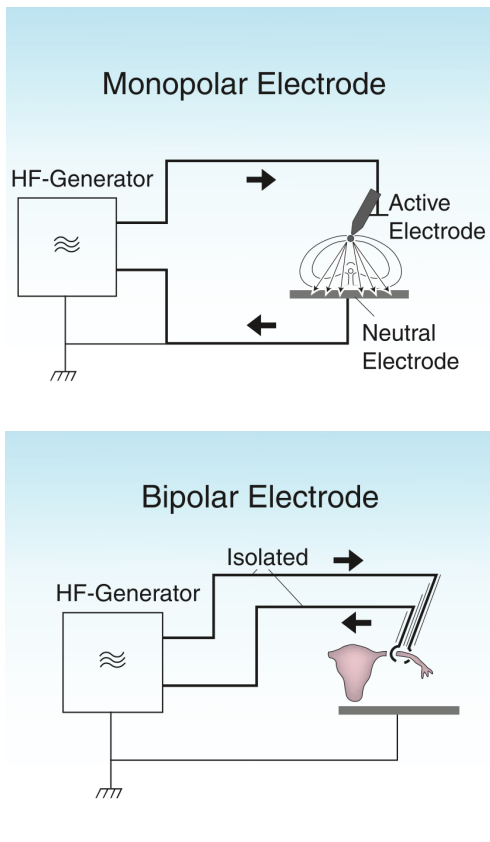 Monopolar Electrode
HF-Generator
Active
Electrode
Neutral
Electrode
Bipolar Electrode
Isolated
HF-Generator